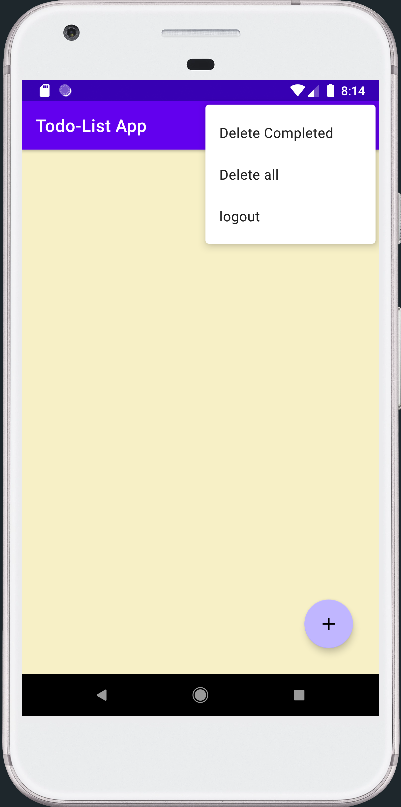 8:14
Todo-List App
Delete Completed
Delete all
logout
+